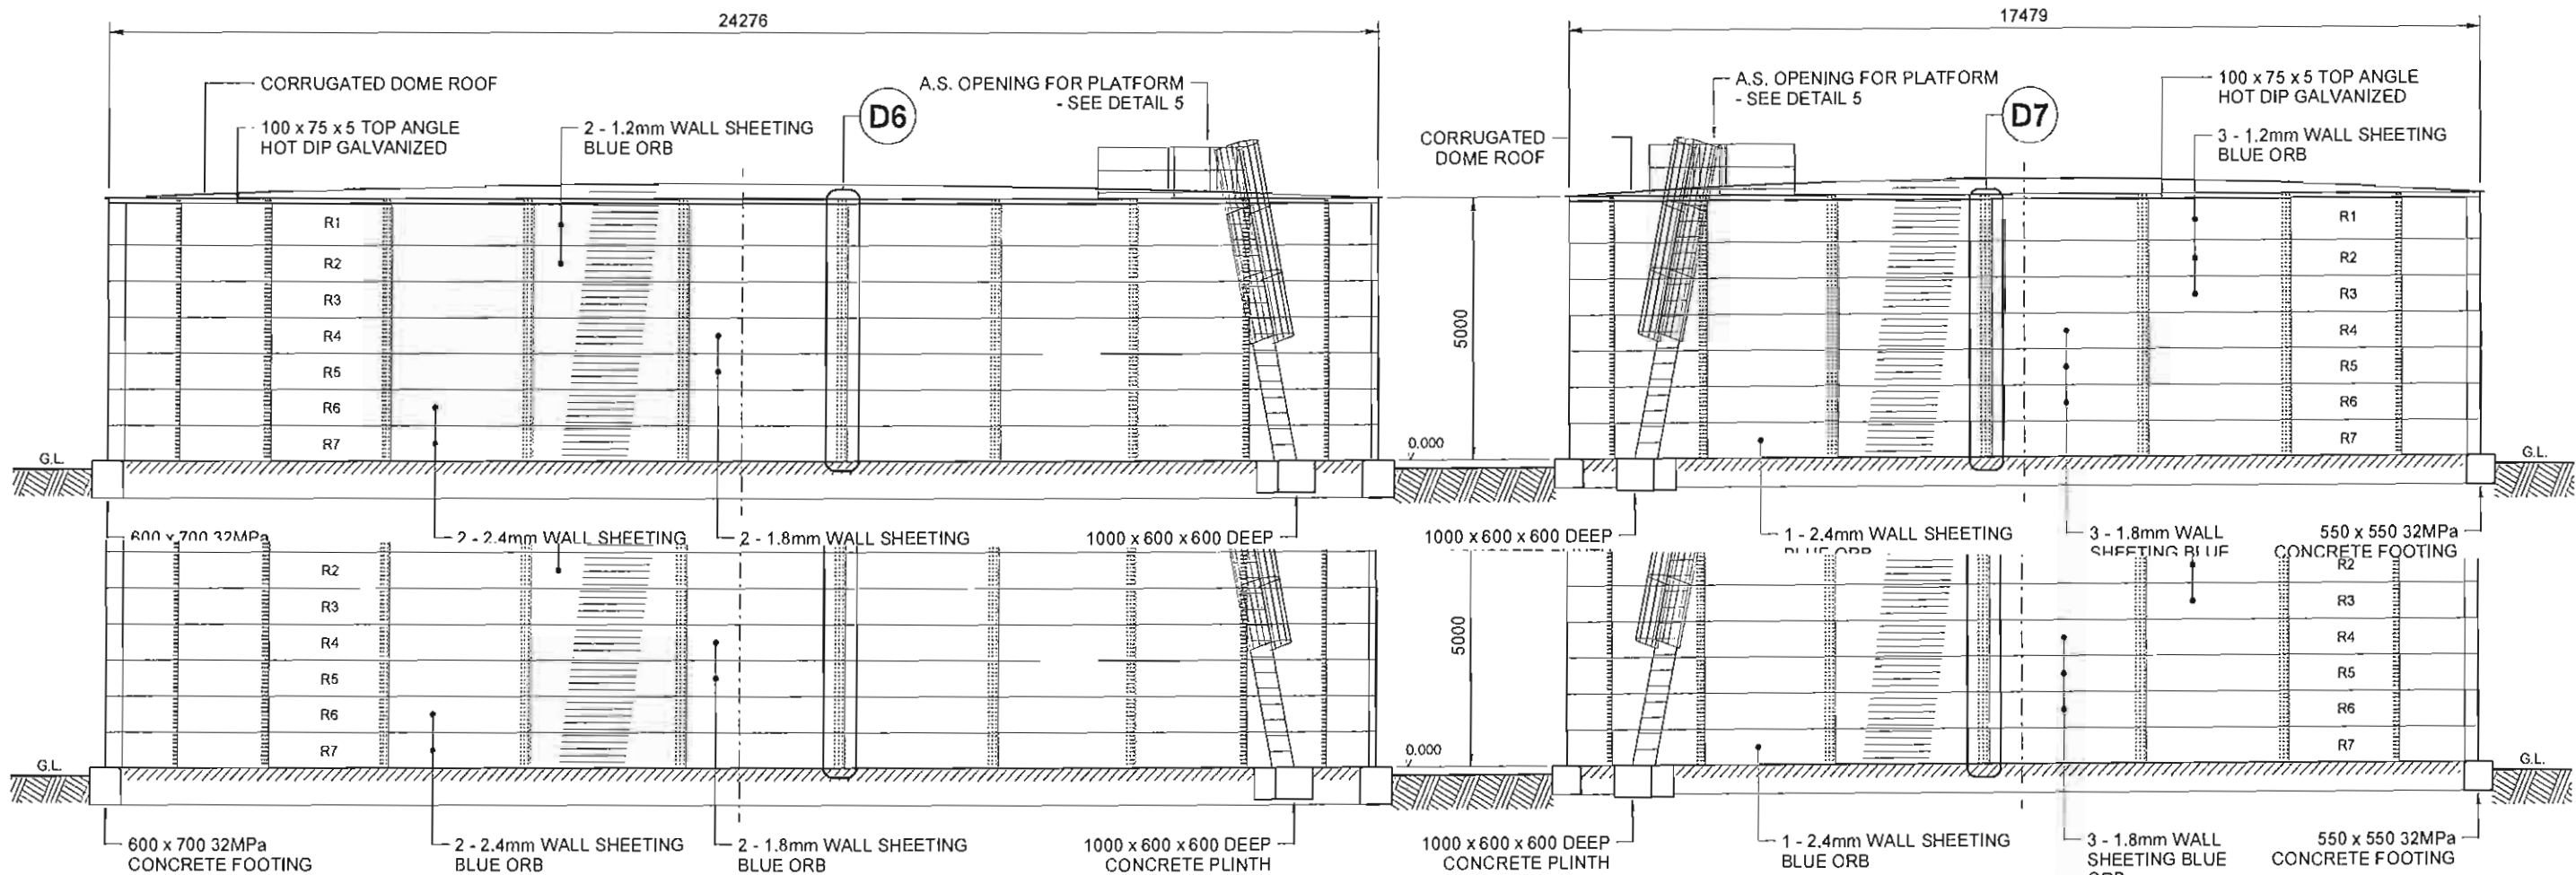 24276
17479
CORRUGATED DOME ROOF
100 x 75 x 5 TOP ANGLE
HOT DIP GALVANIZED
2 - 1.2mm WALL SHEETING
BLUE ORB
D6
A.S. OPENING FOR PLATFORM
- SEE DETAIL 5
CORRUGATED
DOME ROOF
A.S. OPENING FOR PLATFORM
- SEE DETAIL 5
D7
100 x 75 x 5 TOP ANGLE
HOT DIP GALVANIZED
3 - 1.2mm WALL SHEETING
BLUE ORB
R1
R2
R3
R4
R5
R6
R7
5000
0.000
R1
R2
R3
R4
R5
R6
R7
G.L.
G.L.
600 x 700 32MPa
2 - 2.4mm WALL SHEETING
2 - 1.8mm WALL SHEETING
1000 x 600 x 600 DEEP
1000 x 600 x 600 DEEP
1 - 2.4mm WALL SHEETING
BLUE ORB
3 - 1.8mm WALL
SHEETING BLUE
550 x 550 32MPa
CONCRETE FOOTING
R2
R3
R4
R5
R6
R7
5000
0.000
R2
R3
R4
R5
R6
R7
G.L.
G.L.
600 x 700 32MPa
CONCRETE FOOTING
2 - 2.4mm WALL SHEETING
BLUE ORB
2 - 1.8mm WALL SHEETING
BLUE ORB
1000 x 600 x 600 DEEP
CONCRETE PLINTH
1000 x 600 x 600 DEEP
CONCRETE PLINTH
1 - 2.4mm WALL SHEETING
BLUE ORB
3 - 1.8mm WALL
SHEETING BLUE
550 x 550 32MPa
CONCRETE FOOTING